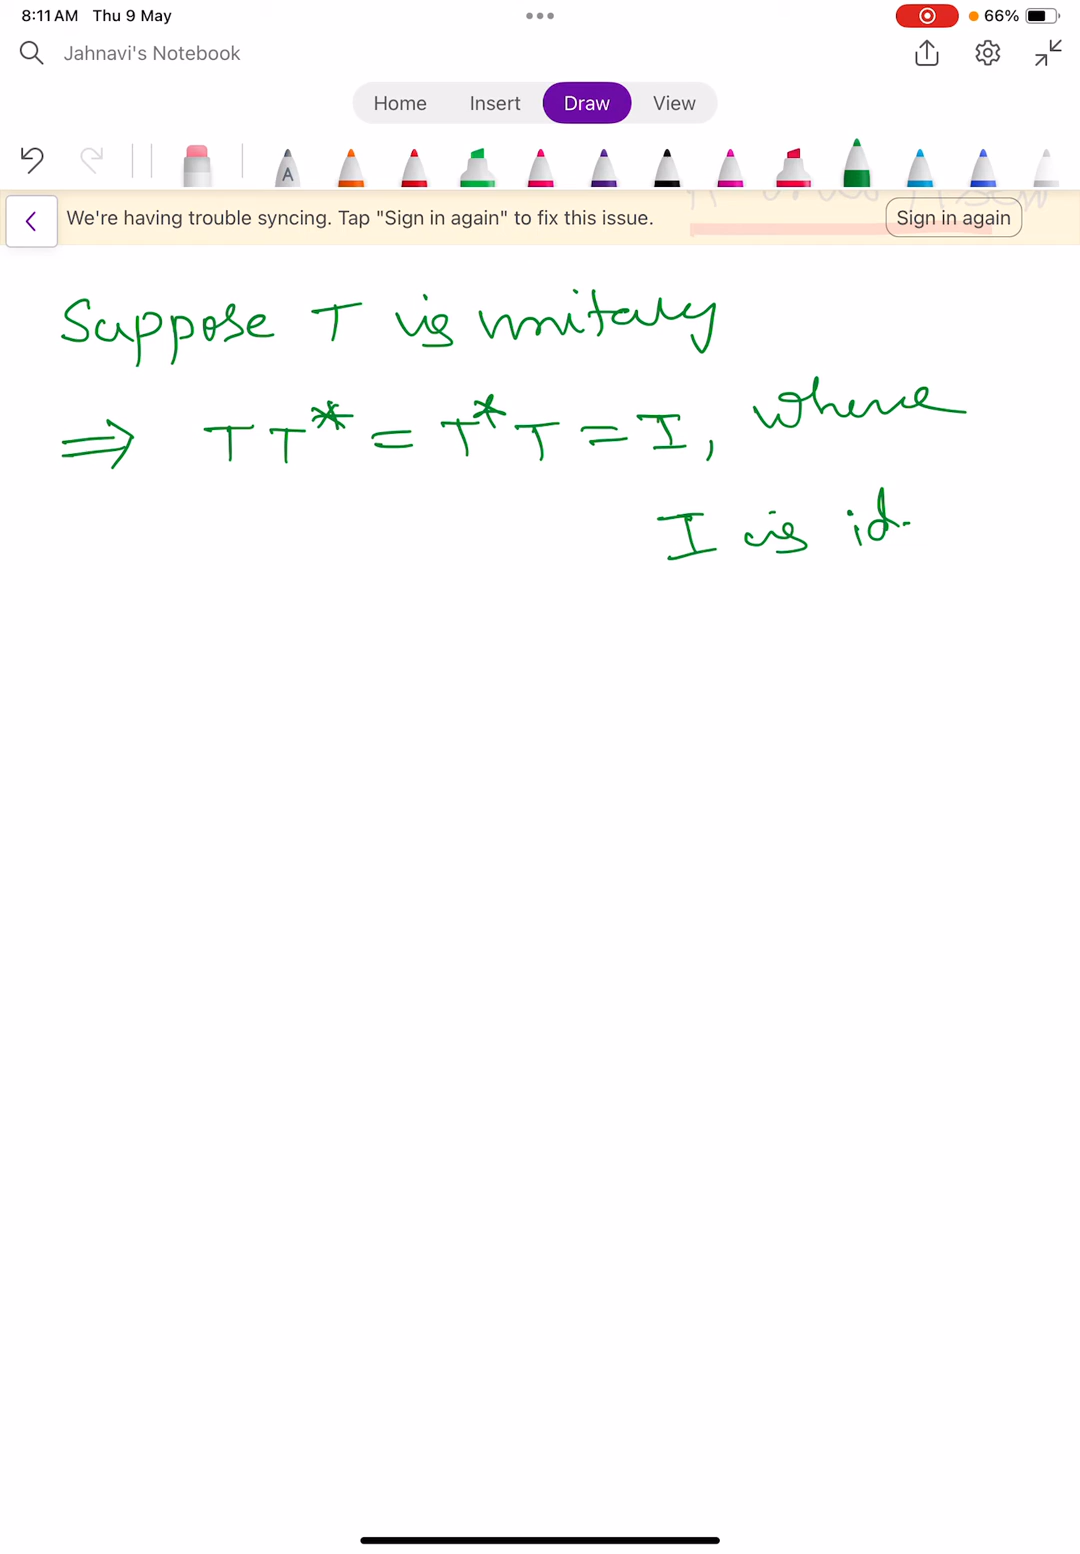 8:11 AM Thu 9 May 66%
Jahnavi's Notebook
Home Insert Draw View
A
We're having trouble syncing. Tap "Sign in again" to fix this issue. Sign in again
Suppose T is unitary
⇒ TT* = T*T = I, where
I is id.